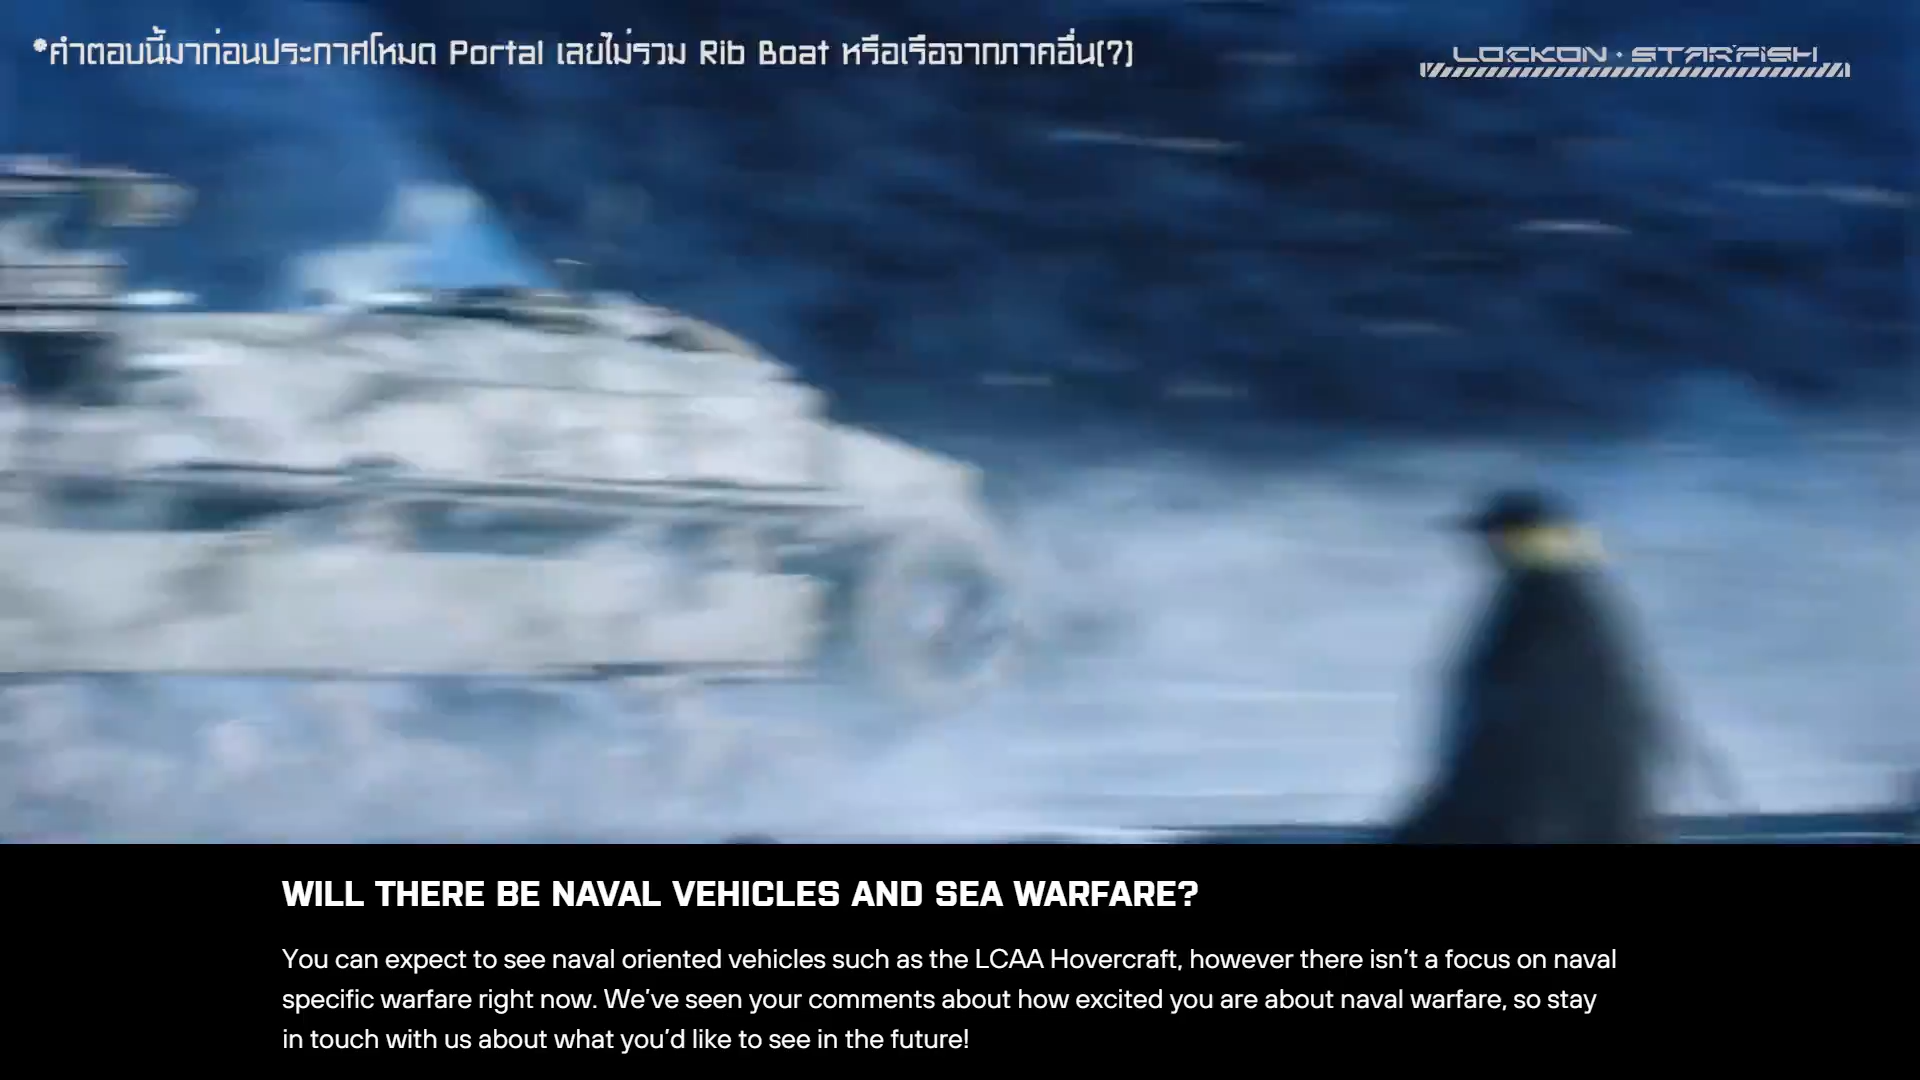 *คำตอบนี้มาก่อนประกาศโหมด Portal เลยไม่รวม Rib Boat หรือเรือจากภาคอื่น(?)
LOCKON · STARFISH
WILL THERE BE NAVAL VEHICLES AND SEA WARFARE?
You can expect to see naval oriented vehicles such as the LCAA Hovercraft, however there isn't a focus on naval
specific warfare right now. We've seen your comments about how excited you are about naval warfare, so stay
in touch with us about what you'd like to see in the future!